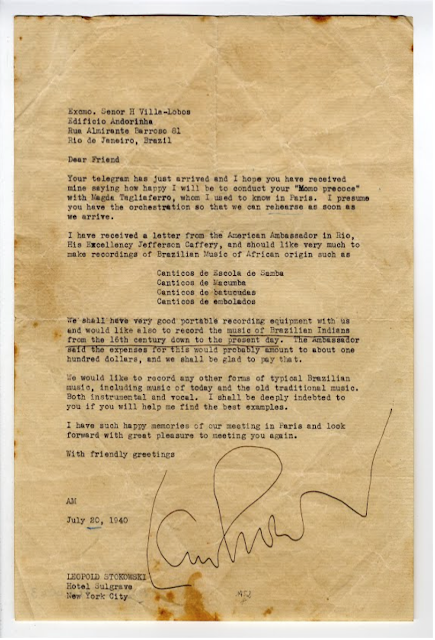 Excmo. Senor H Villa-Lobos
Edificio Andorinha
Rua Almirante Barroso 81
Rio de Janeiro, Brazil
Dear Friend
Your telegram has just arrived and I hope you have received
mine saying how happy I will be to conduct your "Momo precoce"
with Magda Tagliaferro, whom I used to know in Paris. I presume
you have the orchestration so that we can rehearse as soon as
we arrive.
I have received a letter from the American Ambassador in Rio,
His Excellency Jefferson Caffery, and should like very much to
make recordings of Brazilian Music of African origin such as
Canticos de Escola de Samba
Canticos de Macumba
Canticos de batucudas
Canticos de embolados
We shall have very good portable recording equipment with us
and would like also to record the music of Brazilian Indians
from the 16th century down to the present day. The Ambassador
said the expenses for this would probably amount to about one
hundred dollars, and we shall be glad to pay that.
We would like to record any other forms of typical Brazilian
music, including music of today and the old traditional music.
Both instrumental and vocal. I shall be deeply indebted to
you if you will help me find the best examples.
I have such happy memories of our meeting in Paris and look
forward with great pleasure to meeting you again.
With friendly greetings
AM
July 20, 1940
LEOPOLD STOKOWSKI
Hotel Sulgrave
New York City